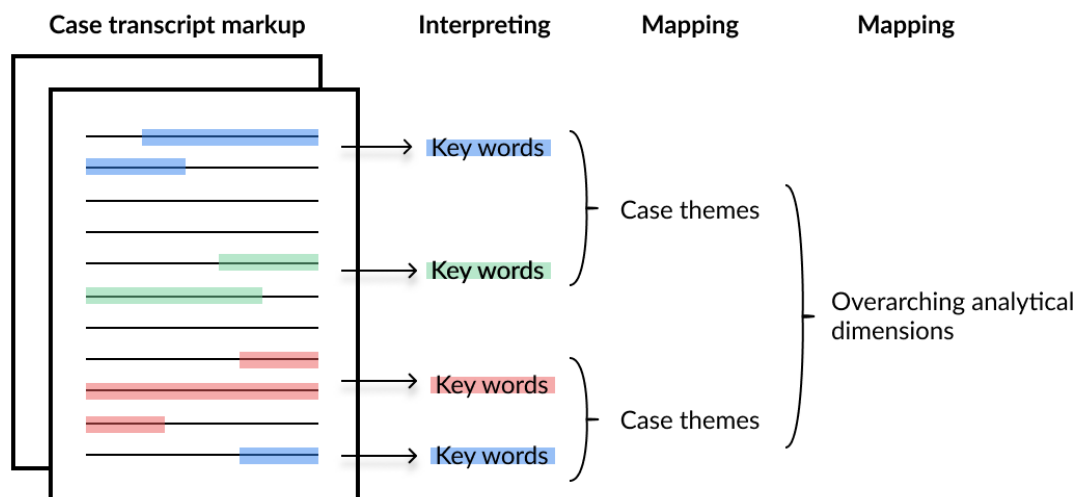 Case transcript markup
Interpreting
Mapping
Mapping
Key words
Case themes
Key words
Overarching analytical
dimensions
Key words
Case themes
Key words